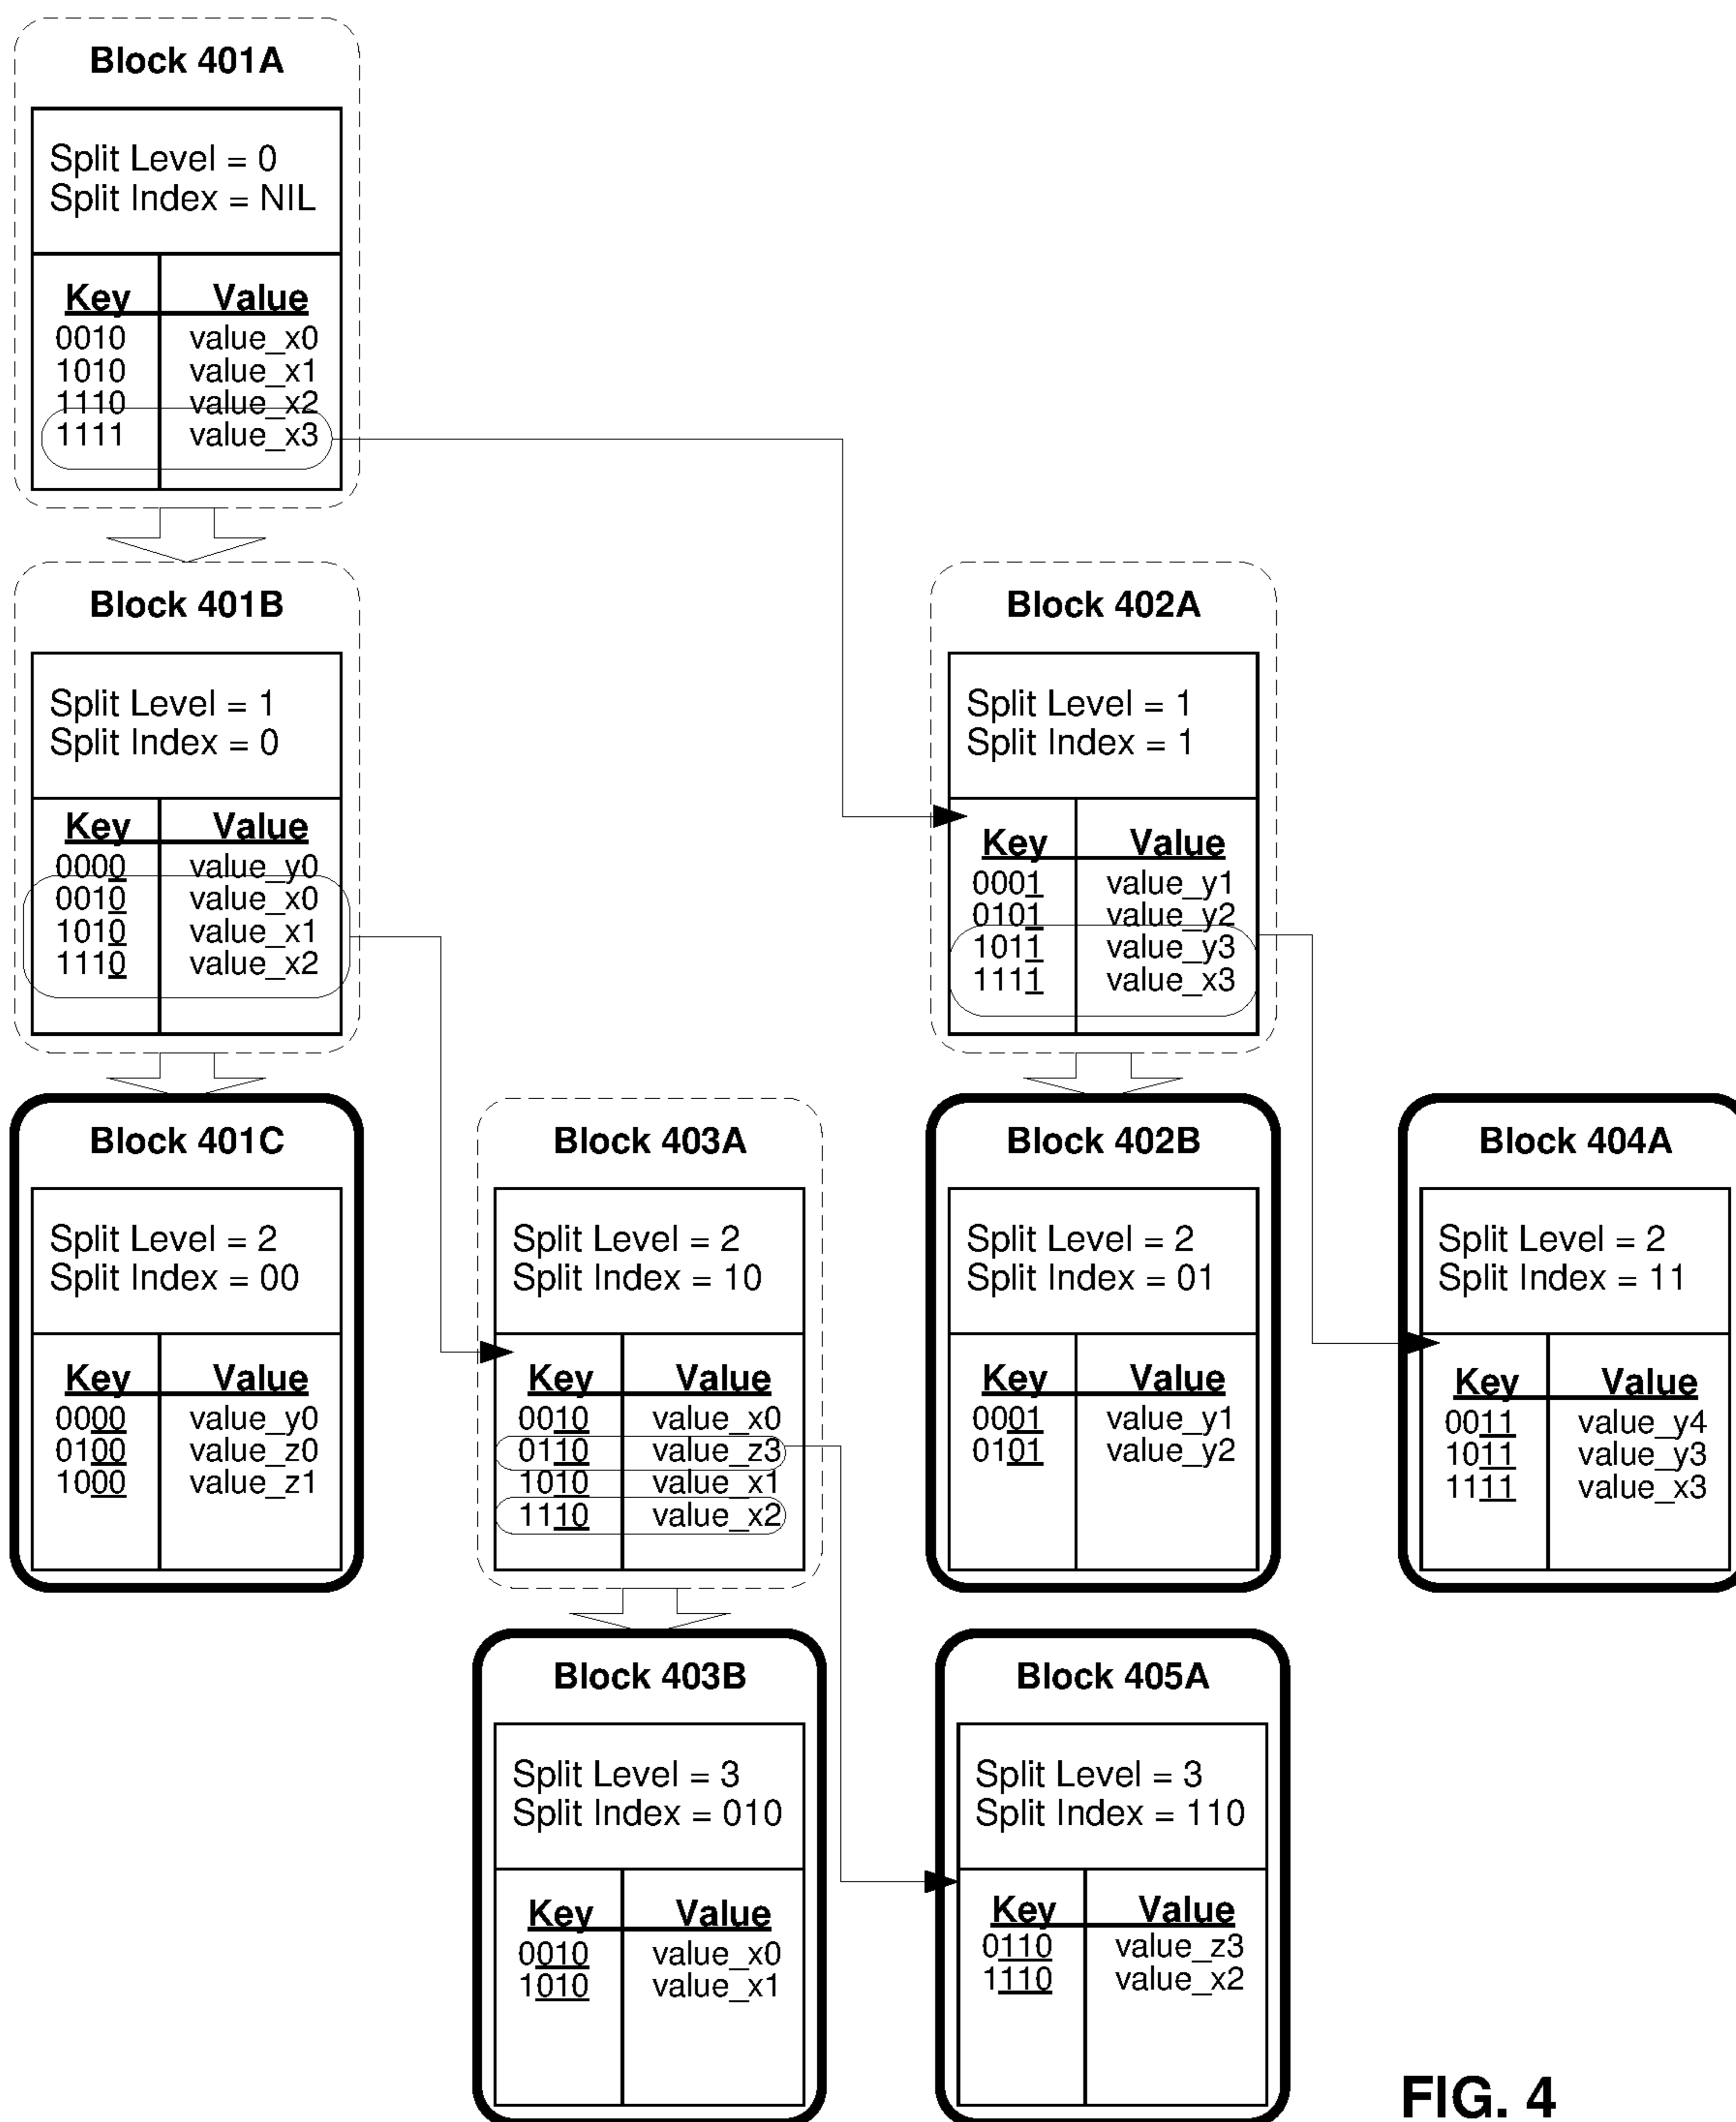 Block 401A
Split Level = 0
Split Index = NIL
Key Value
0010 value_x0
1010 value_x1
1110 value_x2
1111 value_x3
Block 401B
Split Level = 1
Split Index = 0
Key Value
0000 value_y0
0010 value_x0
1010 value_x1
1110 value_x2
Block 402A
Split Level = 1
Split Index = 1
Key Value
0001 value_y1
0101 value_y2
1011 value_y3
1111 value_x3
Block 401C
Split Level = 2
Split Index = 00
Key Value
0000 value_y0
0100 value_z0
1000 value_z1
Block 403A
Split Level = 2
Split Index = 10
Key Value
0010 value_x0
0110 value_z3
1010 value_x1
1110 value_x2
Block 402B
Split Level = 2
Split Index = 01
Key Value
0001 value_y1
0101 value_y2
Block 404A
Split Level = 2
Split Index = 11
Key Value
0011 value_y4
1011 value_y3
1111 value_x3
Block 403B
Split Level = 3
Split Index = 010
Key Value
0010 value_x0
1010 value_x1
Block 405A
Split Level = 3
Split Index = 110
Key Value
0110 value_z3
1110 value_x2
FIG. 4